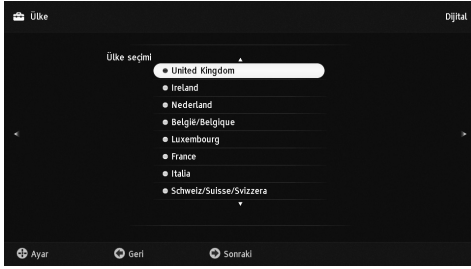 Ülke
Dijital
Ülke seçimi
United Kingdom
Ireland
Nederland
België/Belgique
Luxembourg
France
Italia
Schweiz/Suisse/Svizzera
Ayar
Geri
Sonraki